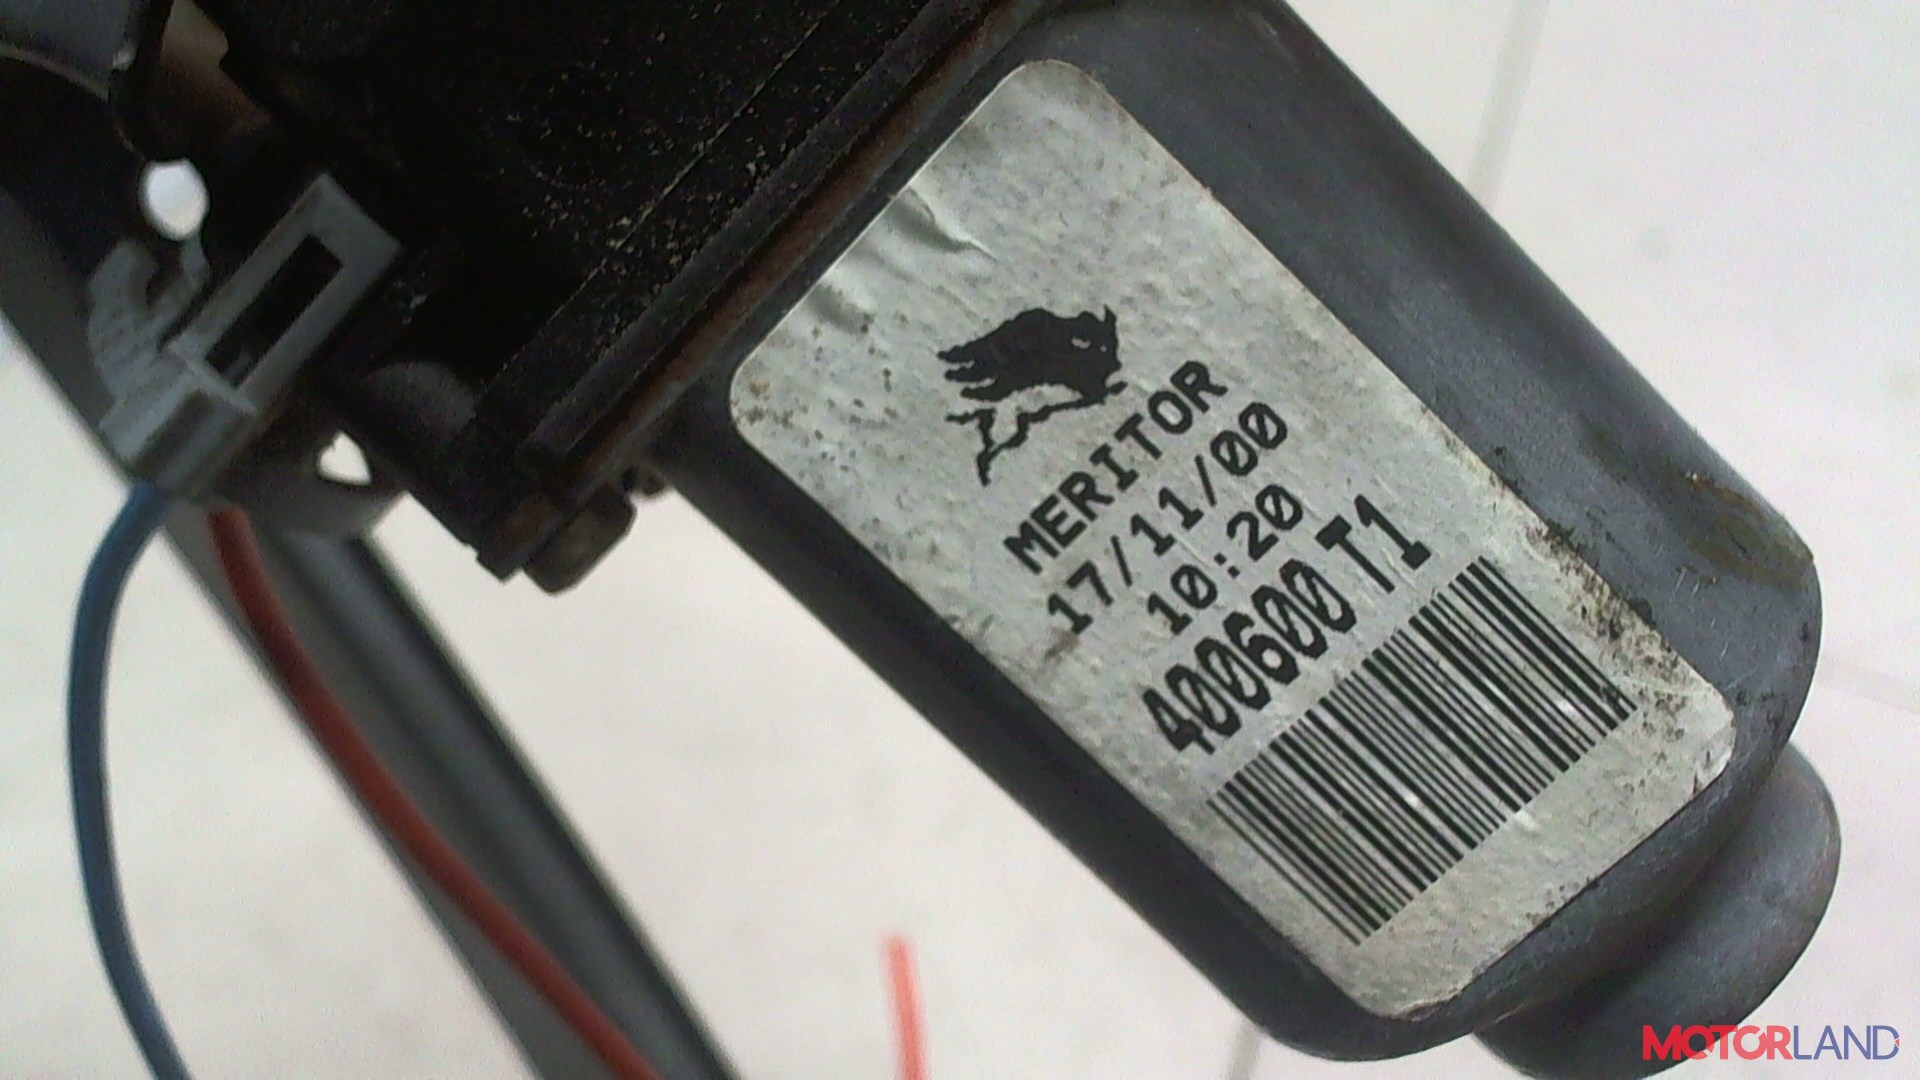 MERITOR
17/11/00
10:20
400600 T1
MOTORLAND